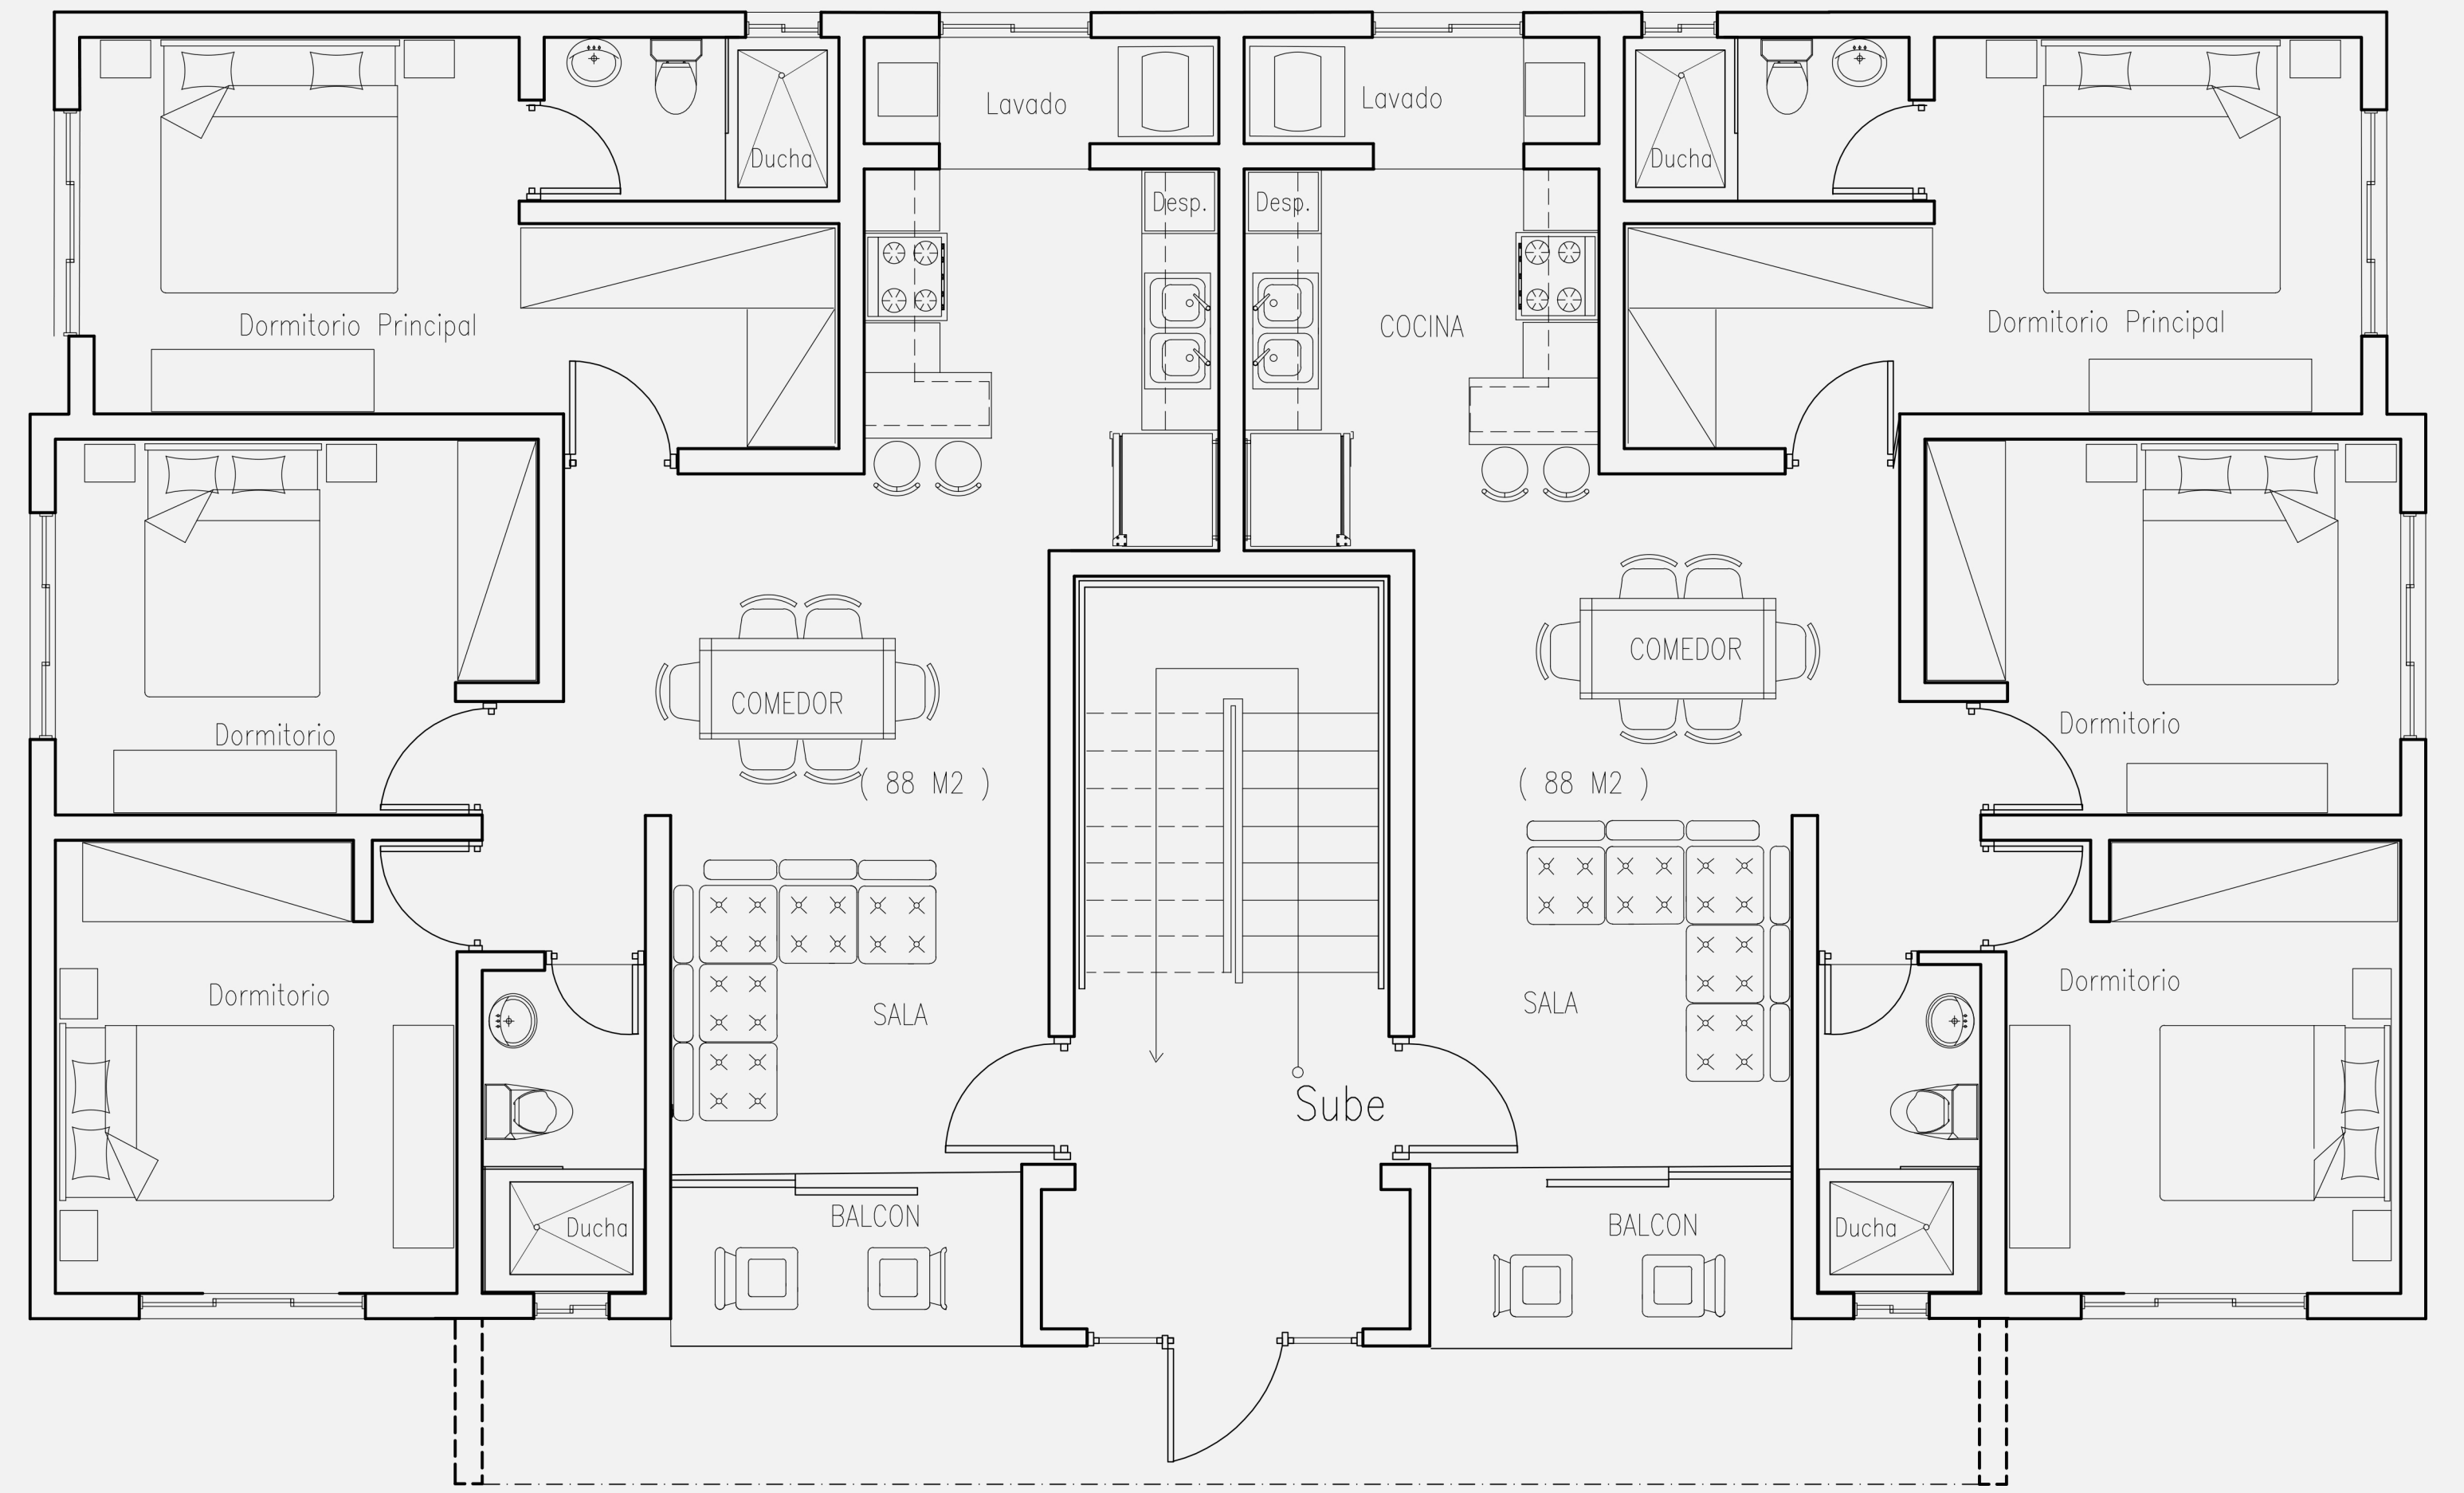 Lavado
Lavado
Ducha
Ducha
Desp.
Desp.
Dormitorio Principal
COCINA
Dormitorio Principal
COMEDOR
COMEDOR
Dormitorio
Dormitorio
( 88 M2 )
( 88 M2 )
Dormitorio
SALA
SALA
Dormitorio
Sube
BALCON
BALCON
Ducha
Ducha